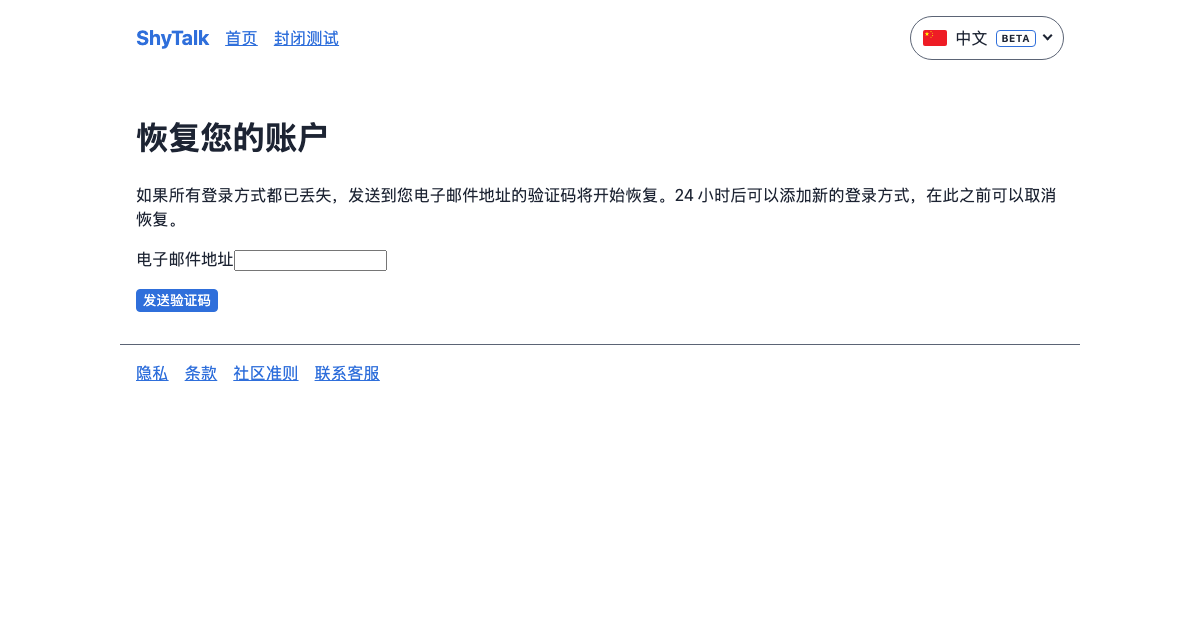 ShyTalk 首页 封闭测试 中文 BETA
恢复您的账户
如果所有登录方式都已丢失，发送到您电子邮件地址的验证码将开始恢复。24 小时后可以添加新的登录方式，在此之前可以取消
恢复。
电子邮件地址
发送验证码
隐私 条款 社区准则 联系客服